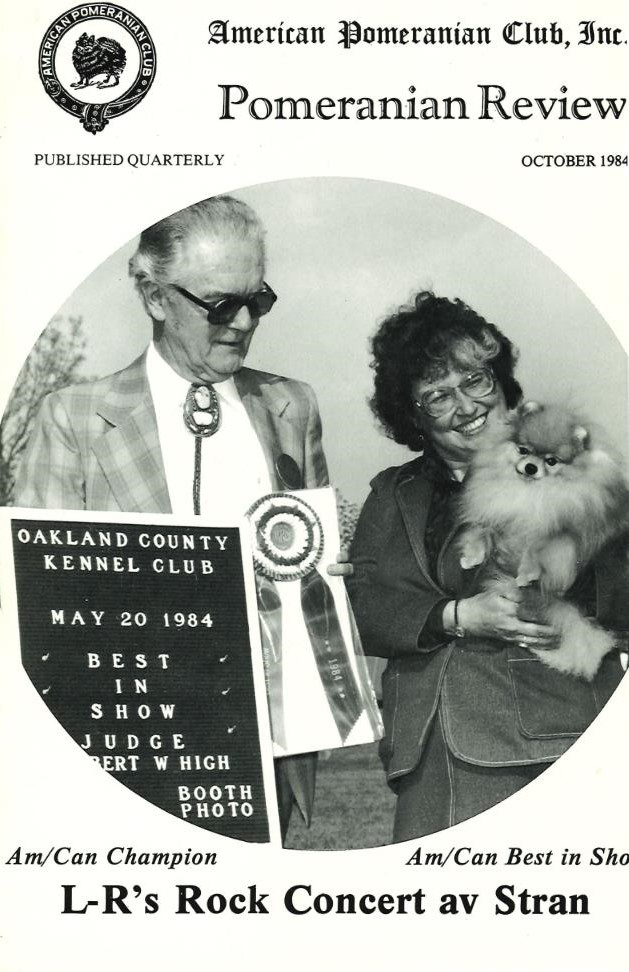 AMERICAN POMERANIAN CLUB
American Pomeranian Club, Inc.
Pomeranian Review
PUBLISHED QUARTERLY
OCTOBER 1984
OAKLAND COUNTY
KENNEL CLUB
MAY 20 1984
BEST
IN
SHOW
JUDGE
BERT W HIGH
BOOTH
PHOTO
1984
Am/Can Champion
Am/Can Best in Sho
L-R's Rock Concert av Stran